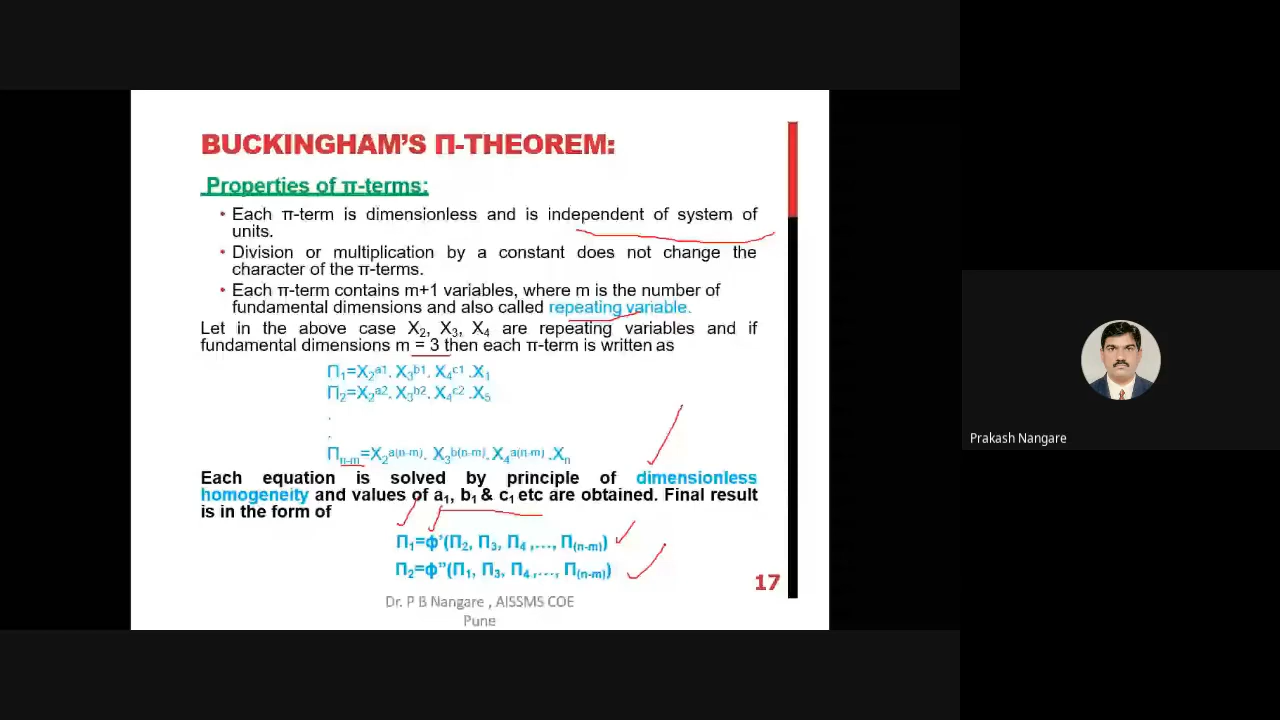 BUCKINGHAM'S Π-THEOREM:
Properties of π-terms:
• Each π-term is dimensionless and is independent of system of
units.
• Division or multiplication by a constant does not change the
character of the π-terms.
• Each π-term contains m+1 variables, where m is the number of
fundamental dimensions and also called repeating variable.
Let in the above case X₂, X₃, X₄ are repeating variables and if
fundamental dimensions m = 3 then each π-term is written as
Π₁=X₂ᵃ¹. X₃ᵇ¹. X₄ᶜ¹ .X₁
Π₂=X₂ᵃ². X₃ᵇ². X₄ᶜ² .X₅
.
.
Πₙ₋ₘ=X₂ᵃ⁽ⁿ⁻ᵐ⁾. X₃ᵇ⁽ⁿ⁻ᵐ⁾. X₄ᵃ⁽ⁿ⁻ᵐ⁾ .Xₙ
Each equation is solved by principle of dimensionless
homogeneity and values of a₁, b₁ & c₁ etc are obtained. Final result
is in the form of
Π₁=ϕ'(Π₂, Π₃, Π₄ ,…, Π₍ₙ₋ₘ₎)
Π₂=ϕ”(Π₁, Π₃, Π₄ ,…, Π₍ₙ₋ₘ₎)
17
Dr. P B Nangare , AISSMS COE
Pune
Prakash Nangare